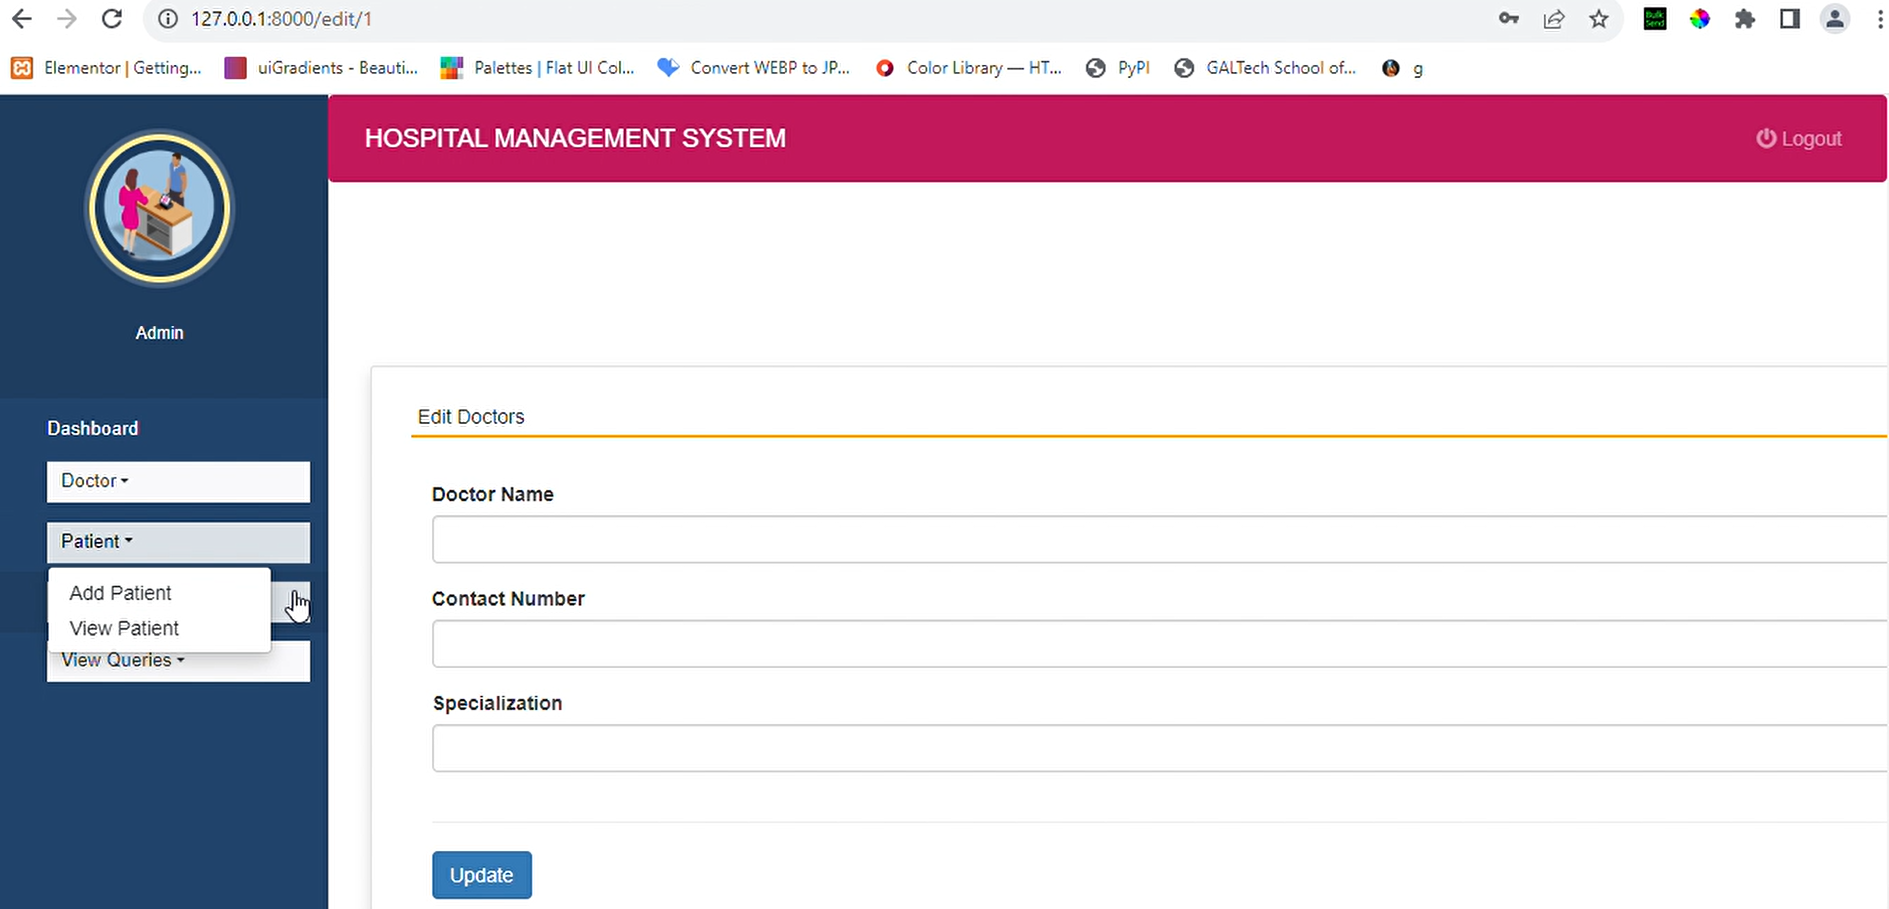 127.0.0.1:8000/edit/1
Elementor | Getting... uiGradients - Beauti... Palettes | Flat UI Col... Convert WEBP to JP... Color Library — HT... PyPI GALTech School of... g
HOSPITAL MANAGEMENT SYSTEM
Logout
Admin
Dashboard
Doctor
Patient
Add Patient
View Patient
View Queries
Edit Doctors
Doctor Name
Contact Number
Specialization
Update